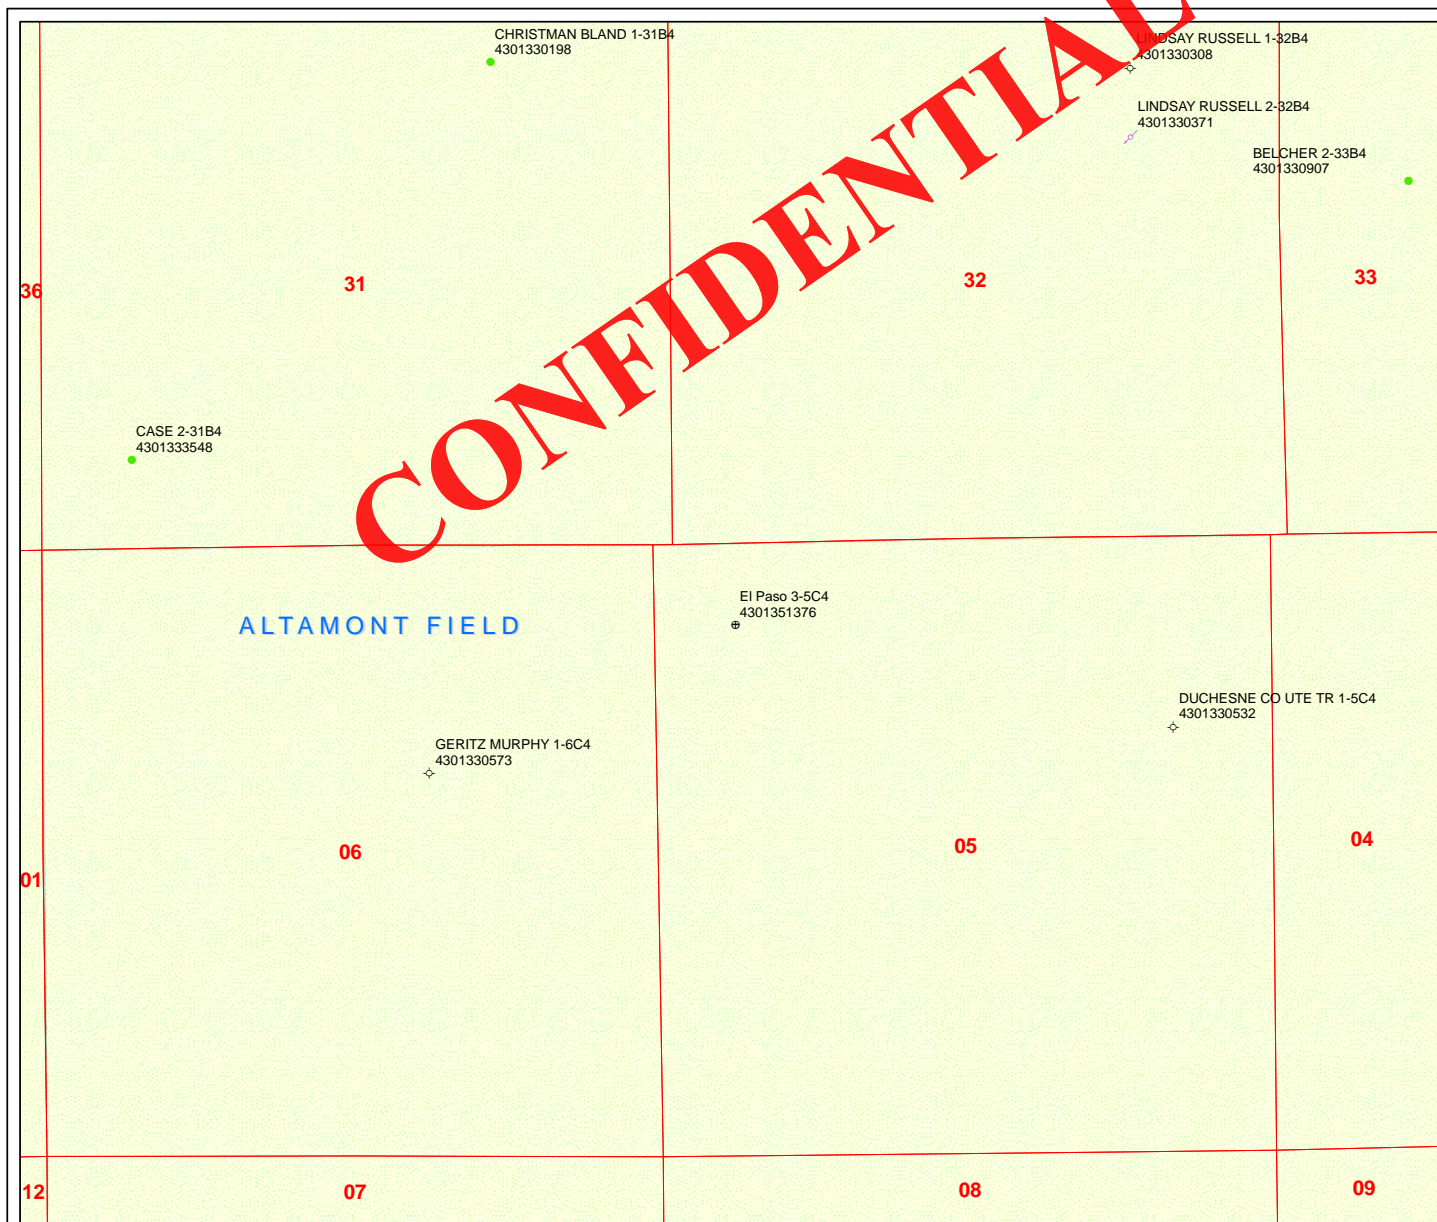 CHRISTMAN BLAND 1-31B4
4301330198
LINDSAY RUSSELL 1-32B4
4301330308
LINDSAY RUSSELL 2-32B4
4301330371
BELCHER 2-33B4
4301330907
36
31
32
33
CONFIDENTIAL
CASE 2-31B4
4301333548
ALTAMONT FIELD
El Paso 3-5C4
4301351376
DUCHESNE CO UTE TR 1-5C4
4301330532
GERITZ MURPHY 1-6C4
4301330573
01
06
05
04
12
07
08
09